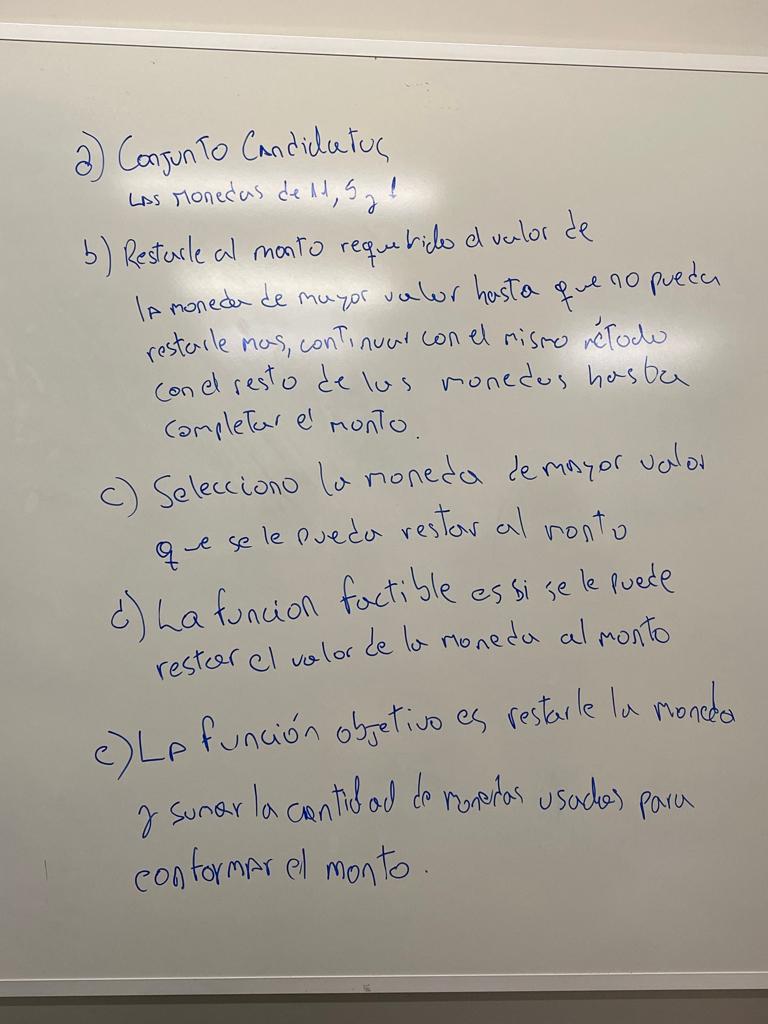 a) Conjunto Candidatos
Las monedas de 11, 5 y 1
b) Restarle al monto requerido el valor de
la moneda de mayor valor hasta que no pueda
restarle mas, continuar con el mismo método
con el resto de las monedas hasta
completar el monto.
c) Selecciono la moneda de mayor valor
que se le pueda restar al monto
d) La funcion factible es si se le puede
restar el valor de la moneda al monto
e) La función objetivo es restarle la moneda
y sumar la cantidad de monedas usadas para
conformar el monto.